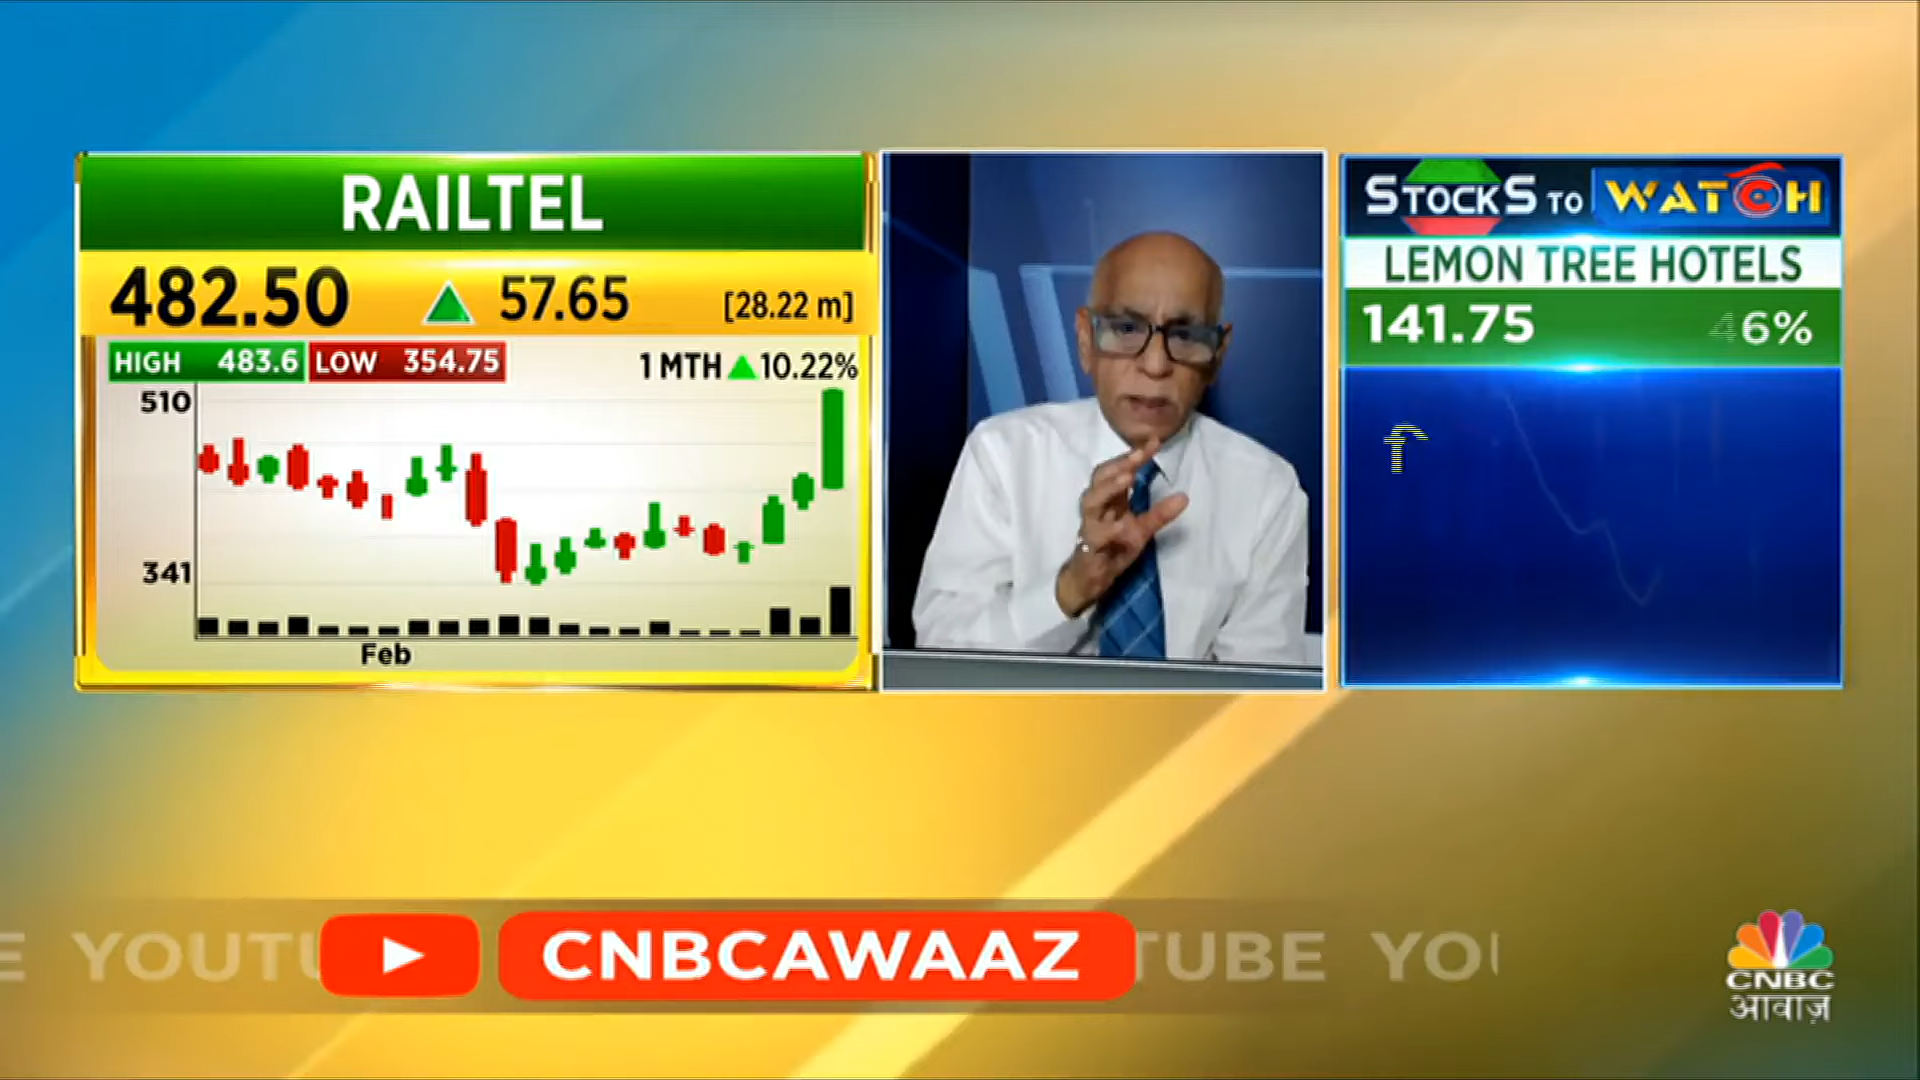 RAILTEL
482.50 57.65 [28.22 m]
HIGH 483.6 LOW 354.75 1 MTH 10.22%
510
341
Feb
STOCKS TO WATCH
LEMON TREE HOTELS
141.75 6%
E YOUTU CNBCAWAAZ TUBE YOU
CNBC
आवाज़